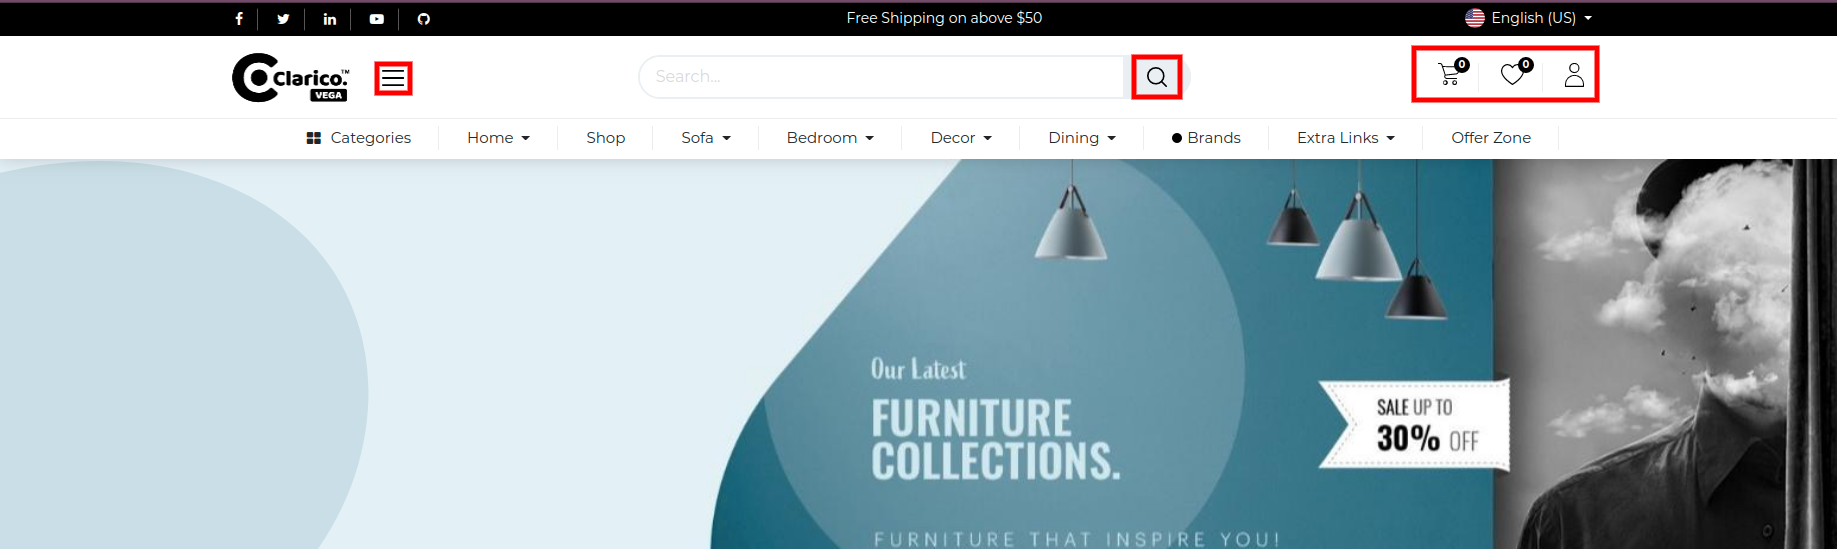 Free Shipping on above $50
English (US)
Clarico.™
VEGA
Search...
0
0
Categories
Home
Shop
Sofa
Bedroom
Decor
Dining
Brands
Extra Links
Offer Zone
Our Latest
FURNITURE
COLLECTIONS.
SALE UP TO
30% OFF
FURNITURE THAT INSPIRE YOU!